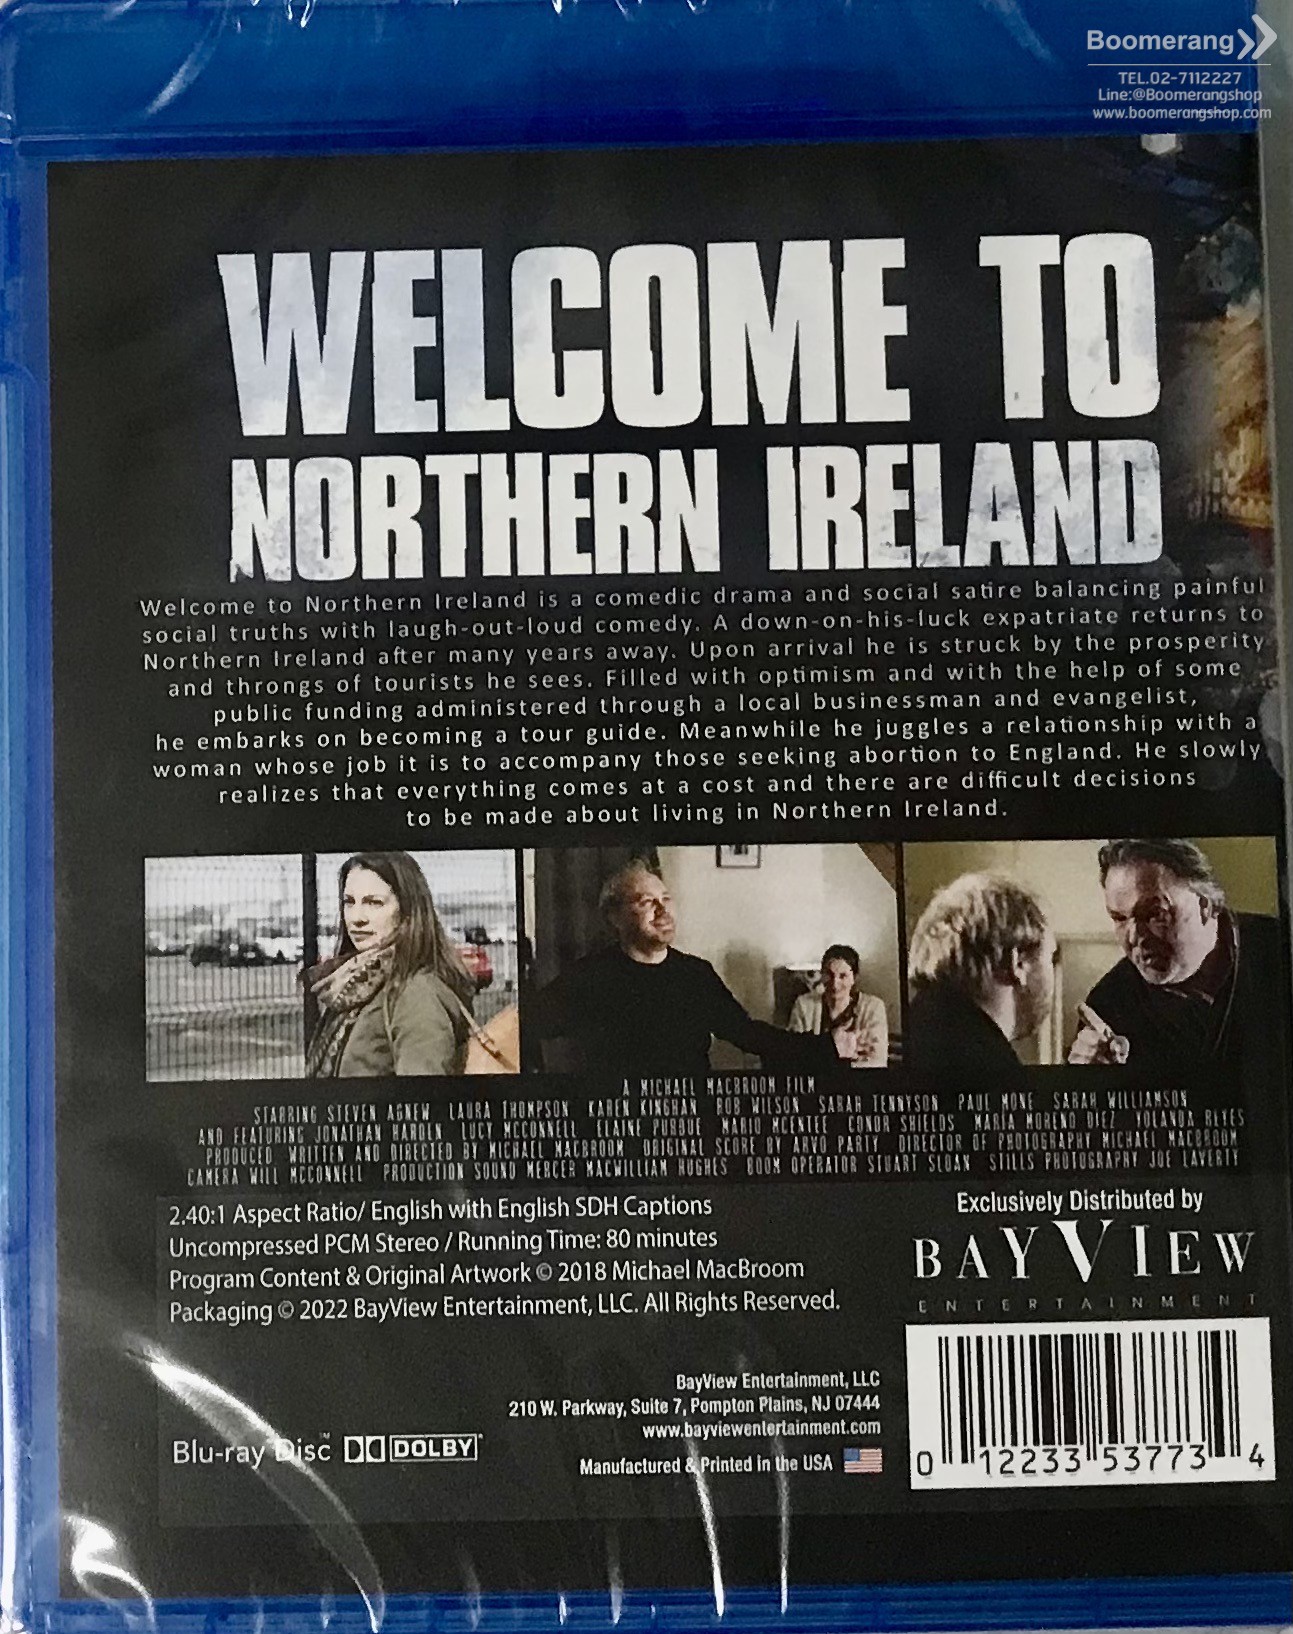 Boomerang
TEL.02-7112227
Line:@Boomerangshop
www.boomerangshop.com
WELCOME TO
NORTHERN IRELAND
Welcome to Northern Ireland is a comedic drama and social satire balancing painful
social truths with laugh-out-loud comedy. A down-on-his-luck expatriate returns to
Northern Ireland after many years away. Upon arrival he is struck by the prosperity
and throngs of tourists he sees. Filled with optimism and with the help of some
public funding administered through a local businessman and evangelist,
he embarks on becoming a tour guide. Meanwhile he juggles a relationship with a
woman whose job it is to accompany those seeking abortion to England. He slowly
realizes that everything comes at a cost and there are difficult decisions
to be made about living in Northern Ireland.
A MICHAEL MACBROOM FILM
STARRING STEVEN AGNEW LAURA THOMPSON KAREN KINGHAN ROB WILSON SARAH TENNYSON PAUL MONE SARAH WILLIAMSON
AND FEATURING JONATHAN HARDEN LUCY MCCONNELL ELAINE PURDUE MARIO MCENTEE CONOR SHIELDS MARIA MORENO DIEZ YOLANDA REYES
PRODUCED WRITTEN AND DIRECTED BY MICHAEL MACBROOM ORIGINAL SCORE BY ARVO PARTY DIRECTOR OF PHOTOGRAPHY MICHAEL MACBROOM
CAMERA WILL MCCONNELL PRODUCTION SOUND MERCER MACWILLIAM HUGHES BOOM OPERATOR STUART SLOAN STILLS PHOTOGRAPHY JOE LAVERTY
2.40:1 Aspect Ratio/ English with English SDH Captions
Uncompressed PCM Stereo / Running Time: 80 minutes
Program Content & Original Artwork © 2018 Michael MacBroom
Packaging © 2022 BayView Entertainment, LLC. All Rights Reserved.
Exclusively Distributed by
BAYVIEW
ENTERTAINMENT
BayView Entertainment, LLC
210 W. Parkway, Suite 7, Pompton Plains, NJ 07444
www.bayviewentertainment.com
Manufactured & Printed in the USA
Blu-ray Disc™ DOLBY
0 12233 53773 4